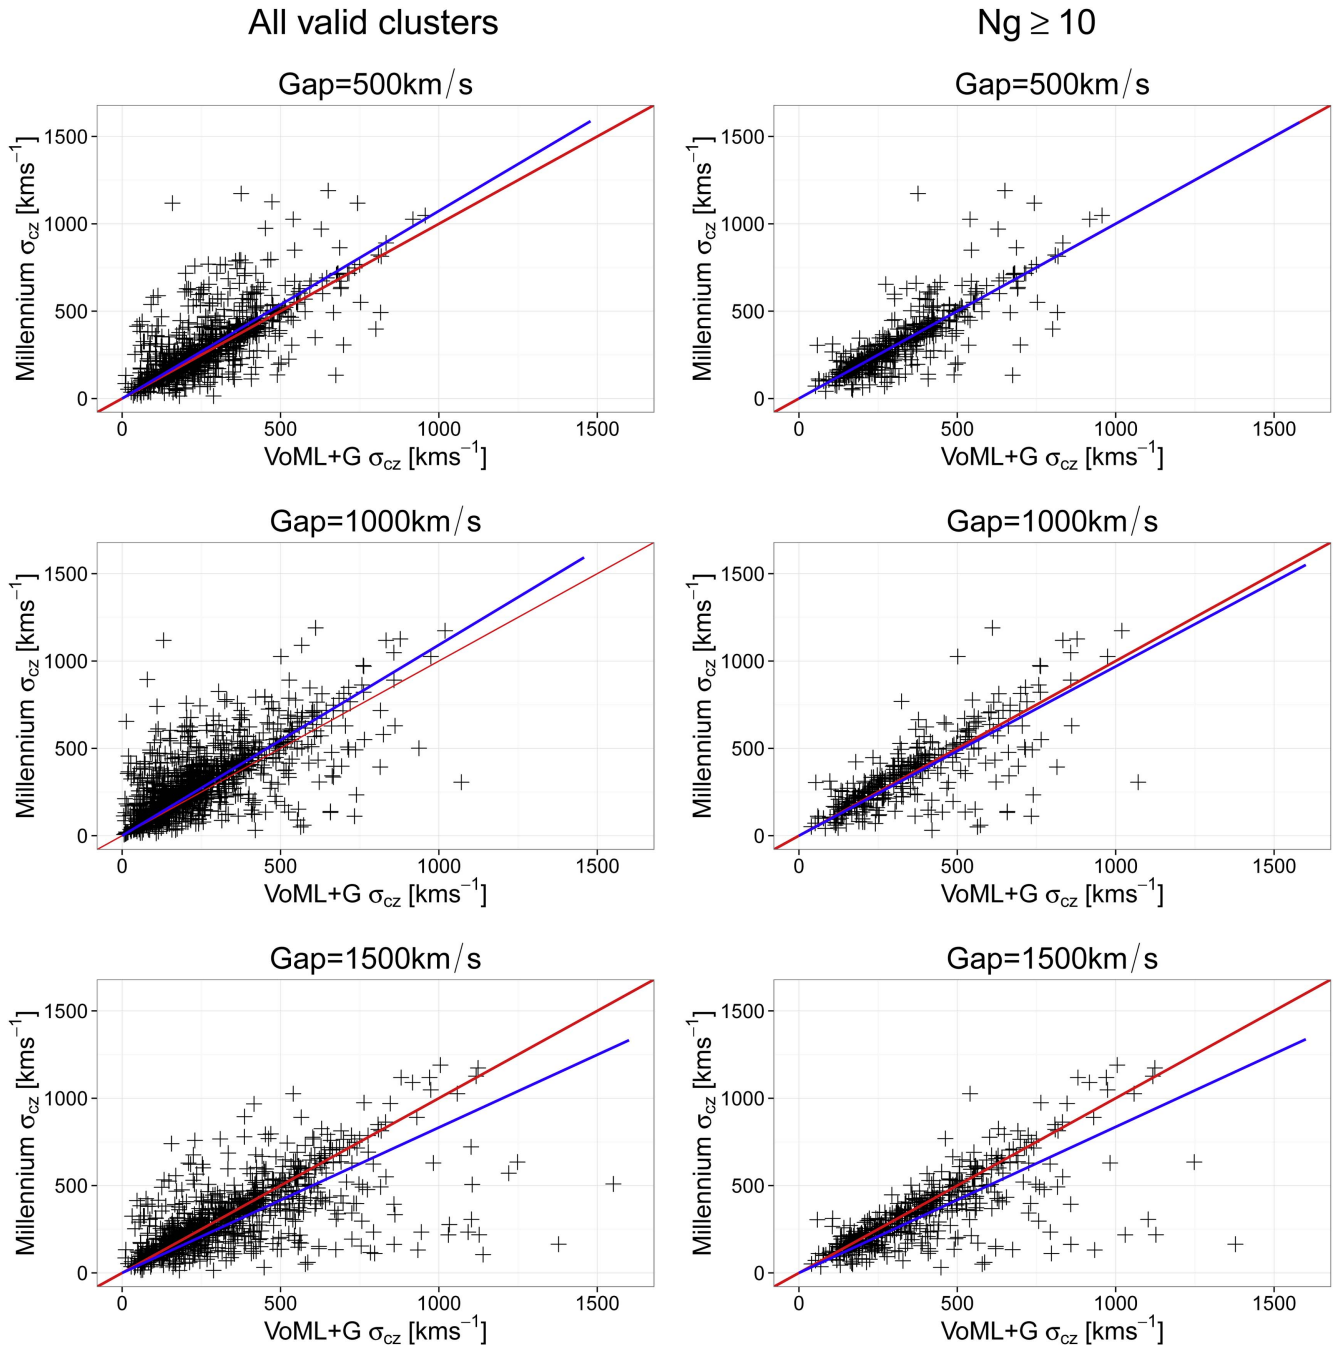 All valid clusters
Ng ≥ 10
Gap=500km/s
Millennium σcz [kms−1]
1500
1000
500
0
0 500 1000 1500
VoML+G σcz [kms−1]
Gap=500km/s
Millennium σcz [kms−1]
1500
1000
500
0
0 500 1000 1500
VoML+G σcz [kms−1]
Gap=1000km/s
Millennium σcz [kms−1]
1500
1000
500
0
0 500 1000 1500
VoML+G σcz [kms−1]
Gap=1000km/s
Millennium σcz [kms−1]
1500
1000
500
0
0 500 1000 1500
VoML+G σcz [kms−1]
Gap=1500km/s
Millennium σcz [kms−1]
1500
1000
500
0
0 500 1000 1500
VoML+G σcz [kms−1]
Gap=1500km/s
Millennium σcz [kms−1]
1500
1000
500
0
0 500 1000 1500
VoML+G σcz [kms−1]